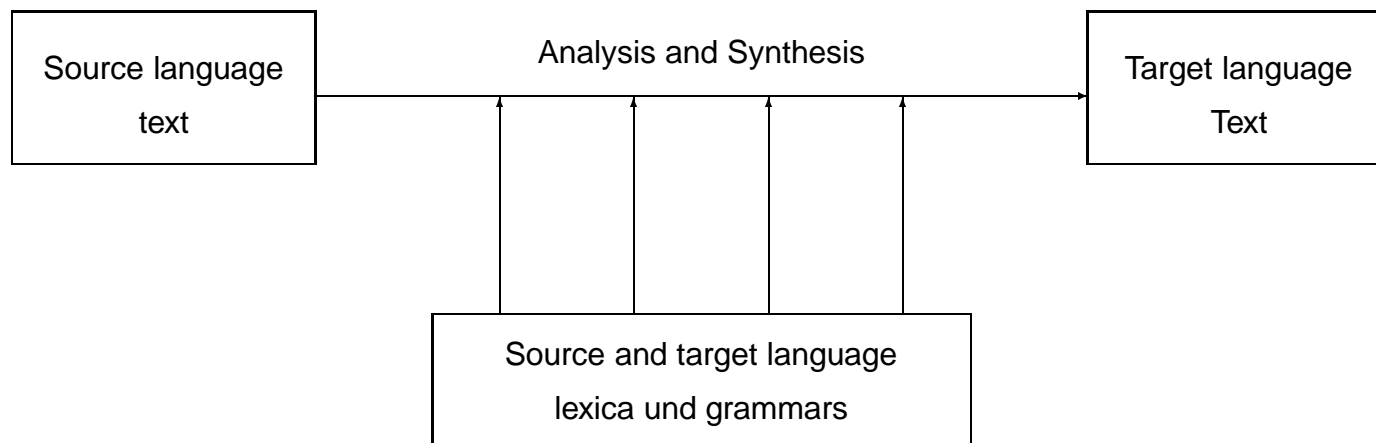 Source language
text
Analysis and Synthesis
Target language
Text
Source and target language
lexica und grammars